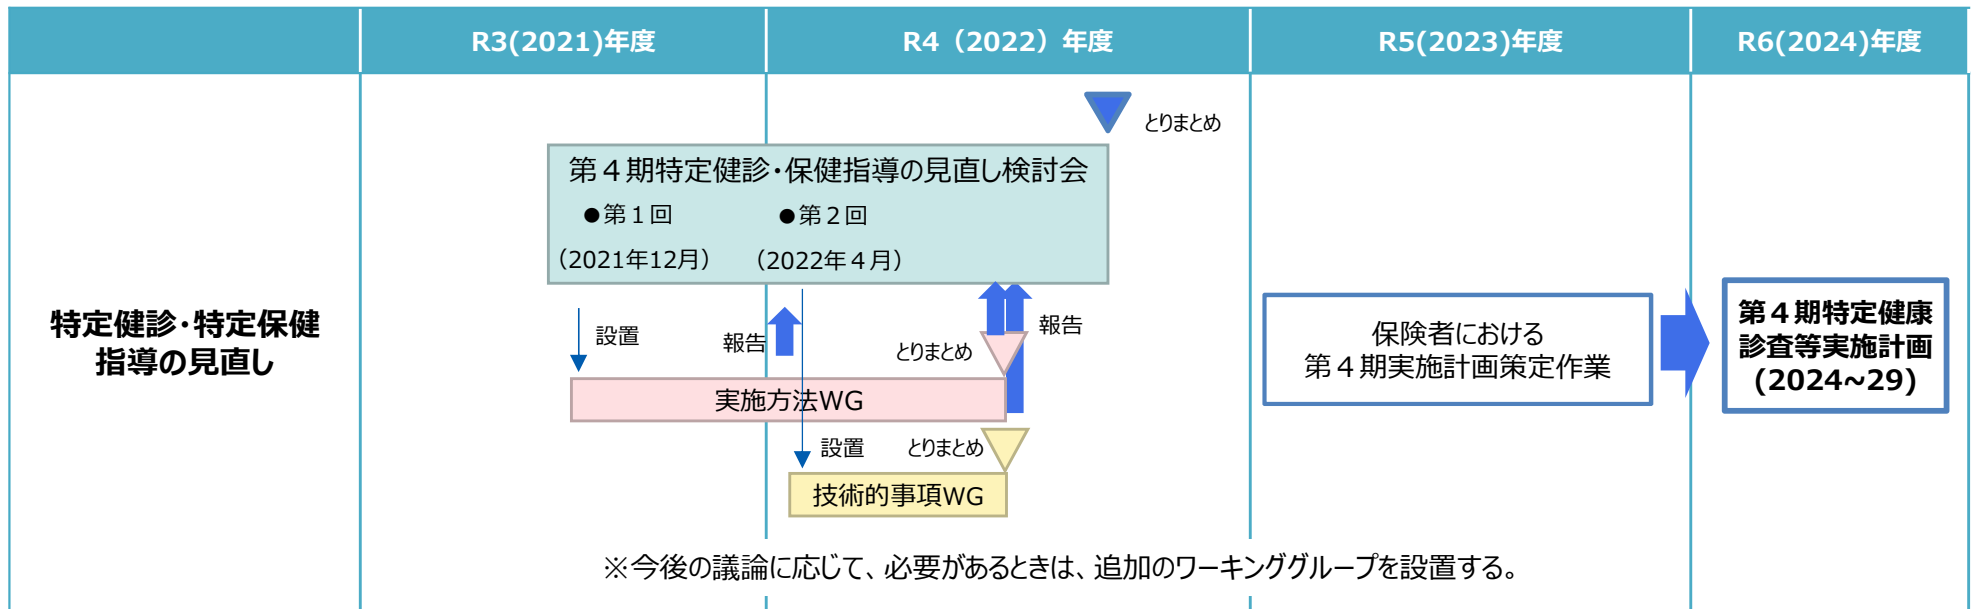 R3(2021)年度
R4（2022）年度
R5(2023)年度
R6(2024)年度
特定健診・特定保健
指導の見直し
とりまとめ
第４期特定健診・保健指導の見直し検討会
●第１回
●第２回
（2021年12月）
（2022年４月）
設置
報告
とりまとめ
報告
実施方法WG
設置
とりまとめ
技術的事項WG
保険者における
第４期実施計画策定作業
第４期特定健康
診査等実施計画
(2024~29)
※今後の議論に応じて、必要があるときは、追加のワーキンググループを設置する。